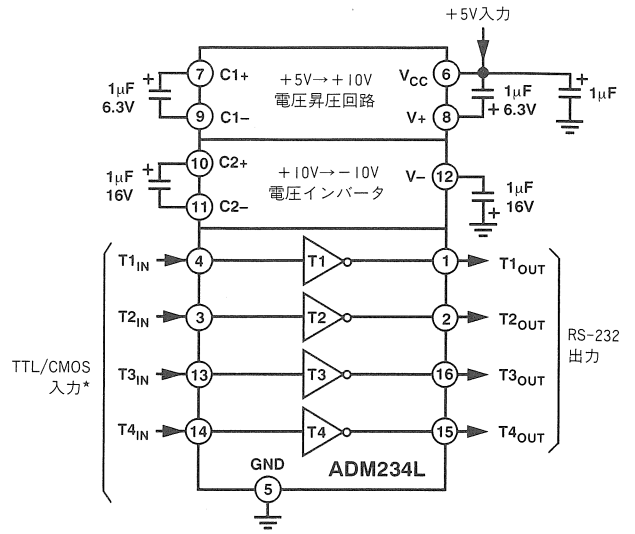 +5V入力
7 C1+ +5V→+10V VCC 6
1μF 6.3V
電圧昇圧回路
1μF 6.3V
1μF
9 C1− V+ 8
10 C2+ +10V→−10V V− 12
1μF 16V
電圧インバータ
1μF 16V
11 C2−
T1IN 4 T1 1 T1OUT
T2IN 3 T2 2 T2OUT
RS-232
出力
TTL/CMOS
入力*
T3IN 13 T3 16 T3OUT
T4IN 14 T4 15 T4OUT
GND
5
ADM234L